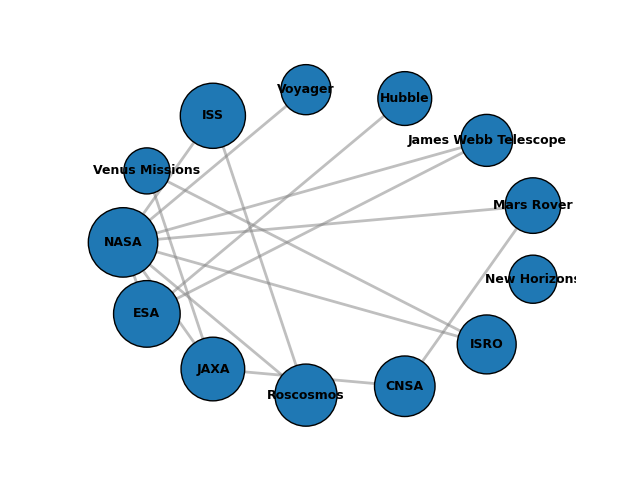 Voyager
Hubble
ISS
James Webb Telescope
Venus Missions
Mars Rover
NASA
New Horizons
ESA
ISRO
JAXA
CNSA
Roscosmos